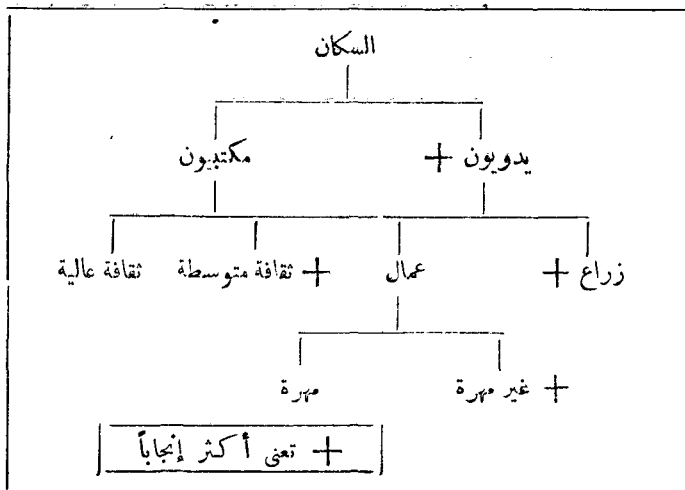 السكان
يدويون + مكتبيون
زراع + عمال + ثقافة متوسطة ثقافة عالية
+ غير مهرة مهرة
+ تعنى أكثر إنجاباً